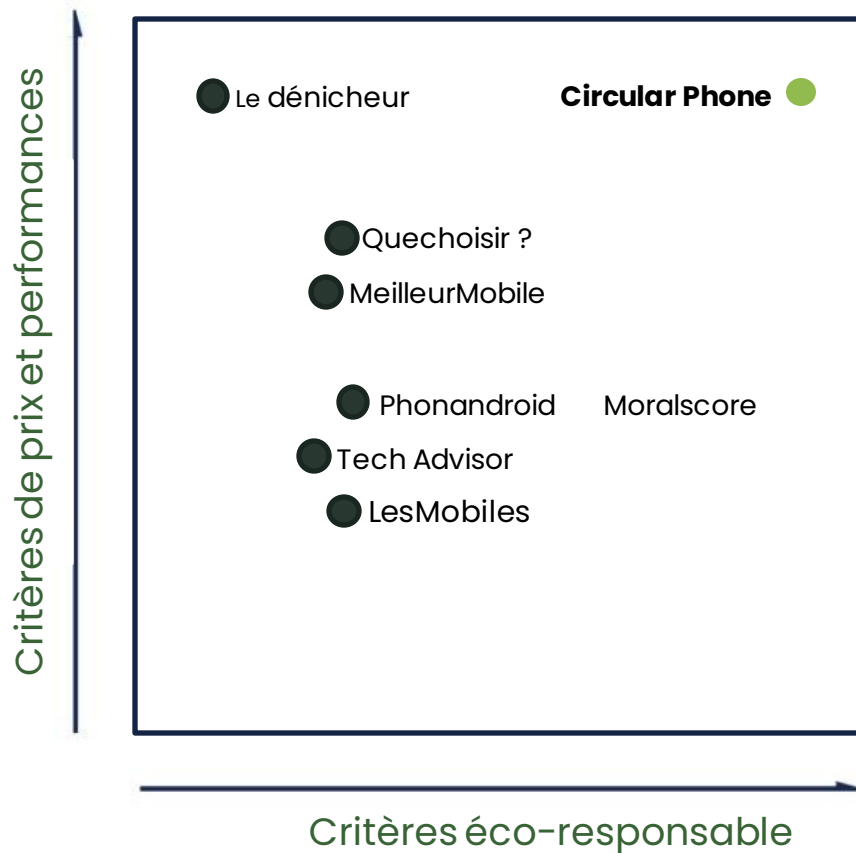 Critères de prix et performances
Le dénicheur
Circular Phone
Quechoisir ?
MeilleurMobile
Phonandroid
Moralscore
Tech Advisor
LesMobiles
Critères éco-responsable